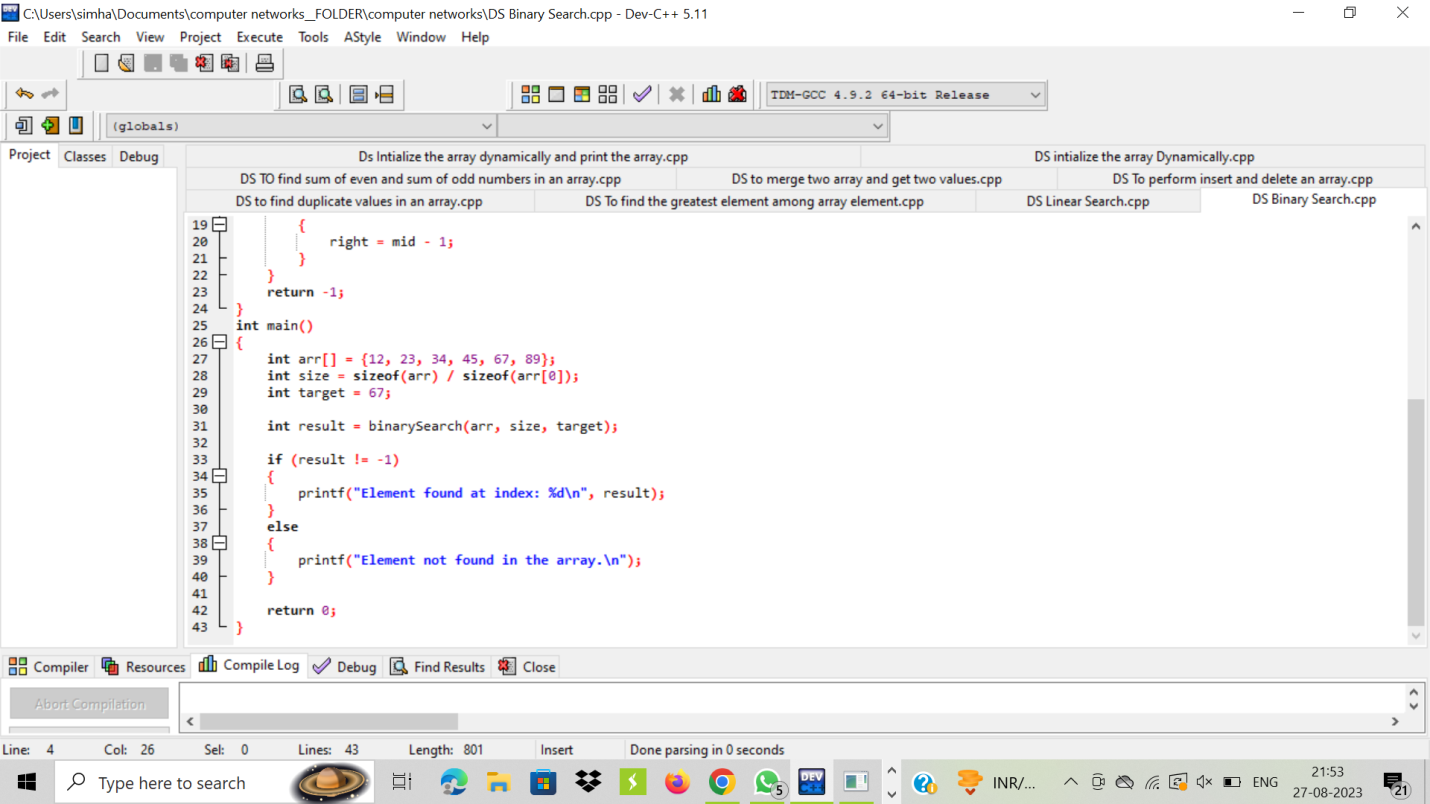 C:\Users\simha\Documents\computer networks_FOLDER\computer networks\DS Binary Search.cpp - Dev-C++ 5.11
File Edit Search View Project Execute Tools AStyle Window Help
TDM-GCC 4.9.2 64-bit Release
(globals)
Project Classes Debug
Ds Intialize the array dynamically and print the array.cpp DS intialize the array Dynamically.cpp
DS TO find sum of even and sum of odd numbers in an array.cpp DS to merge two array and get two values.cpp DS To perform insert and delete an array.cpp
DS to find duplicate values in an array.cpp DS To find the greatest element among array element.cpp DS Linear Search.cpp DS Binary Search.cpp
19 {
20 right = mid - 1;
21 }
22 }
23 return -1;
24 }
25 int main()
26 {
27 int arr[] = {12, 23, 34, 45, 67, 89};
28 int size = sizeof(arr) / sizeof(arr[0]);
29 int target = 67;
30
31 int result = binarySearch(arr, size, target);
32
33 if (result != -1)
34 {
35 printf("Element found at index: %d\n", result);
36 }
37 else
38 {
39 printf("Element not found in the array.\n");
40 }
41
42 return 0;
43 }
Compiler Resources Compile Log Debug Find Results Close
Abort Compilation
Line: 4 Col: 26 Sel: 0 Lines: 43 Length: 801 Insert Done parsing in 0 seconds
Type here to search DEV 5 INR/... ENG 21:53
27-08-2023 21